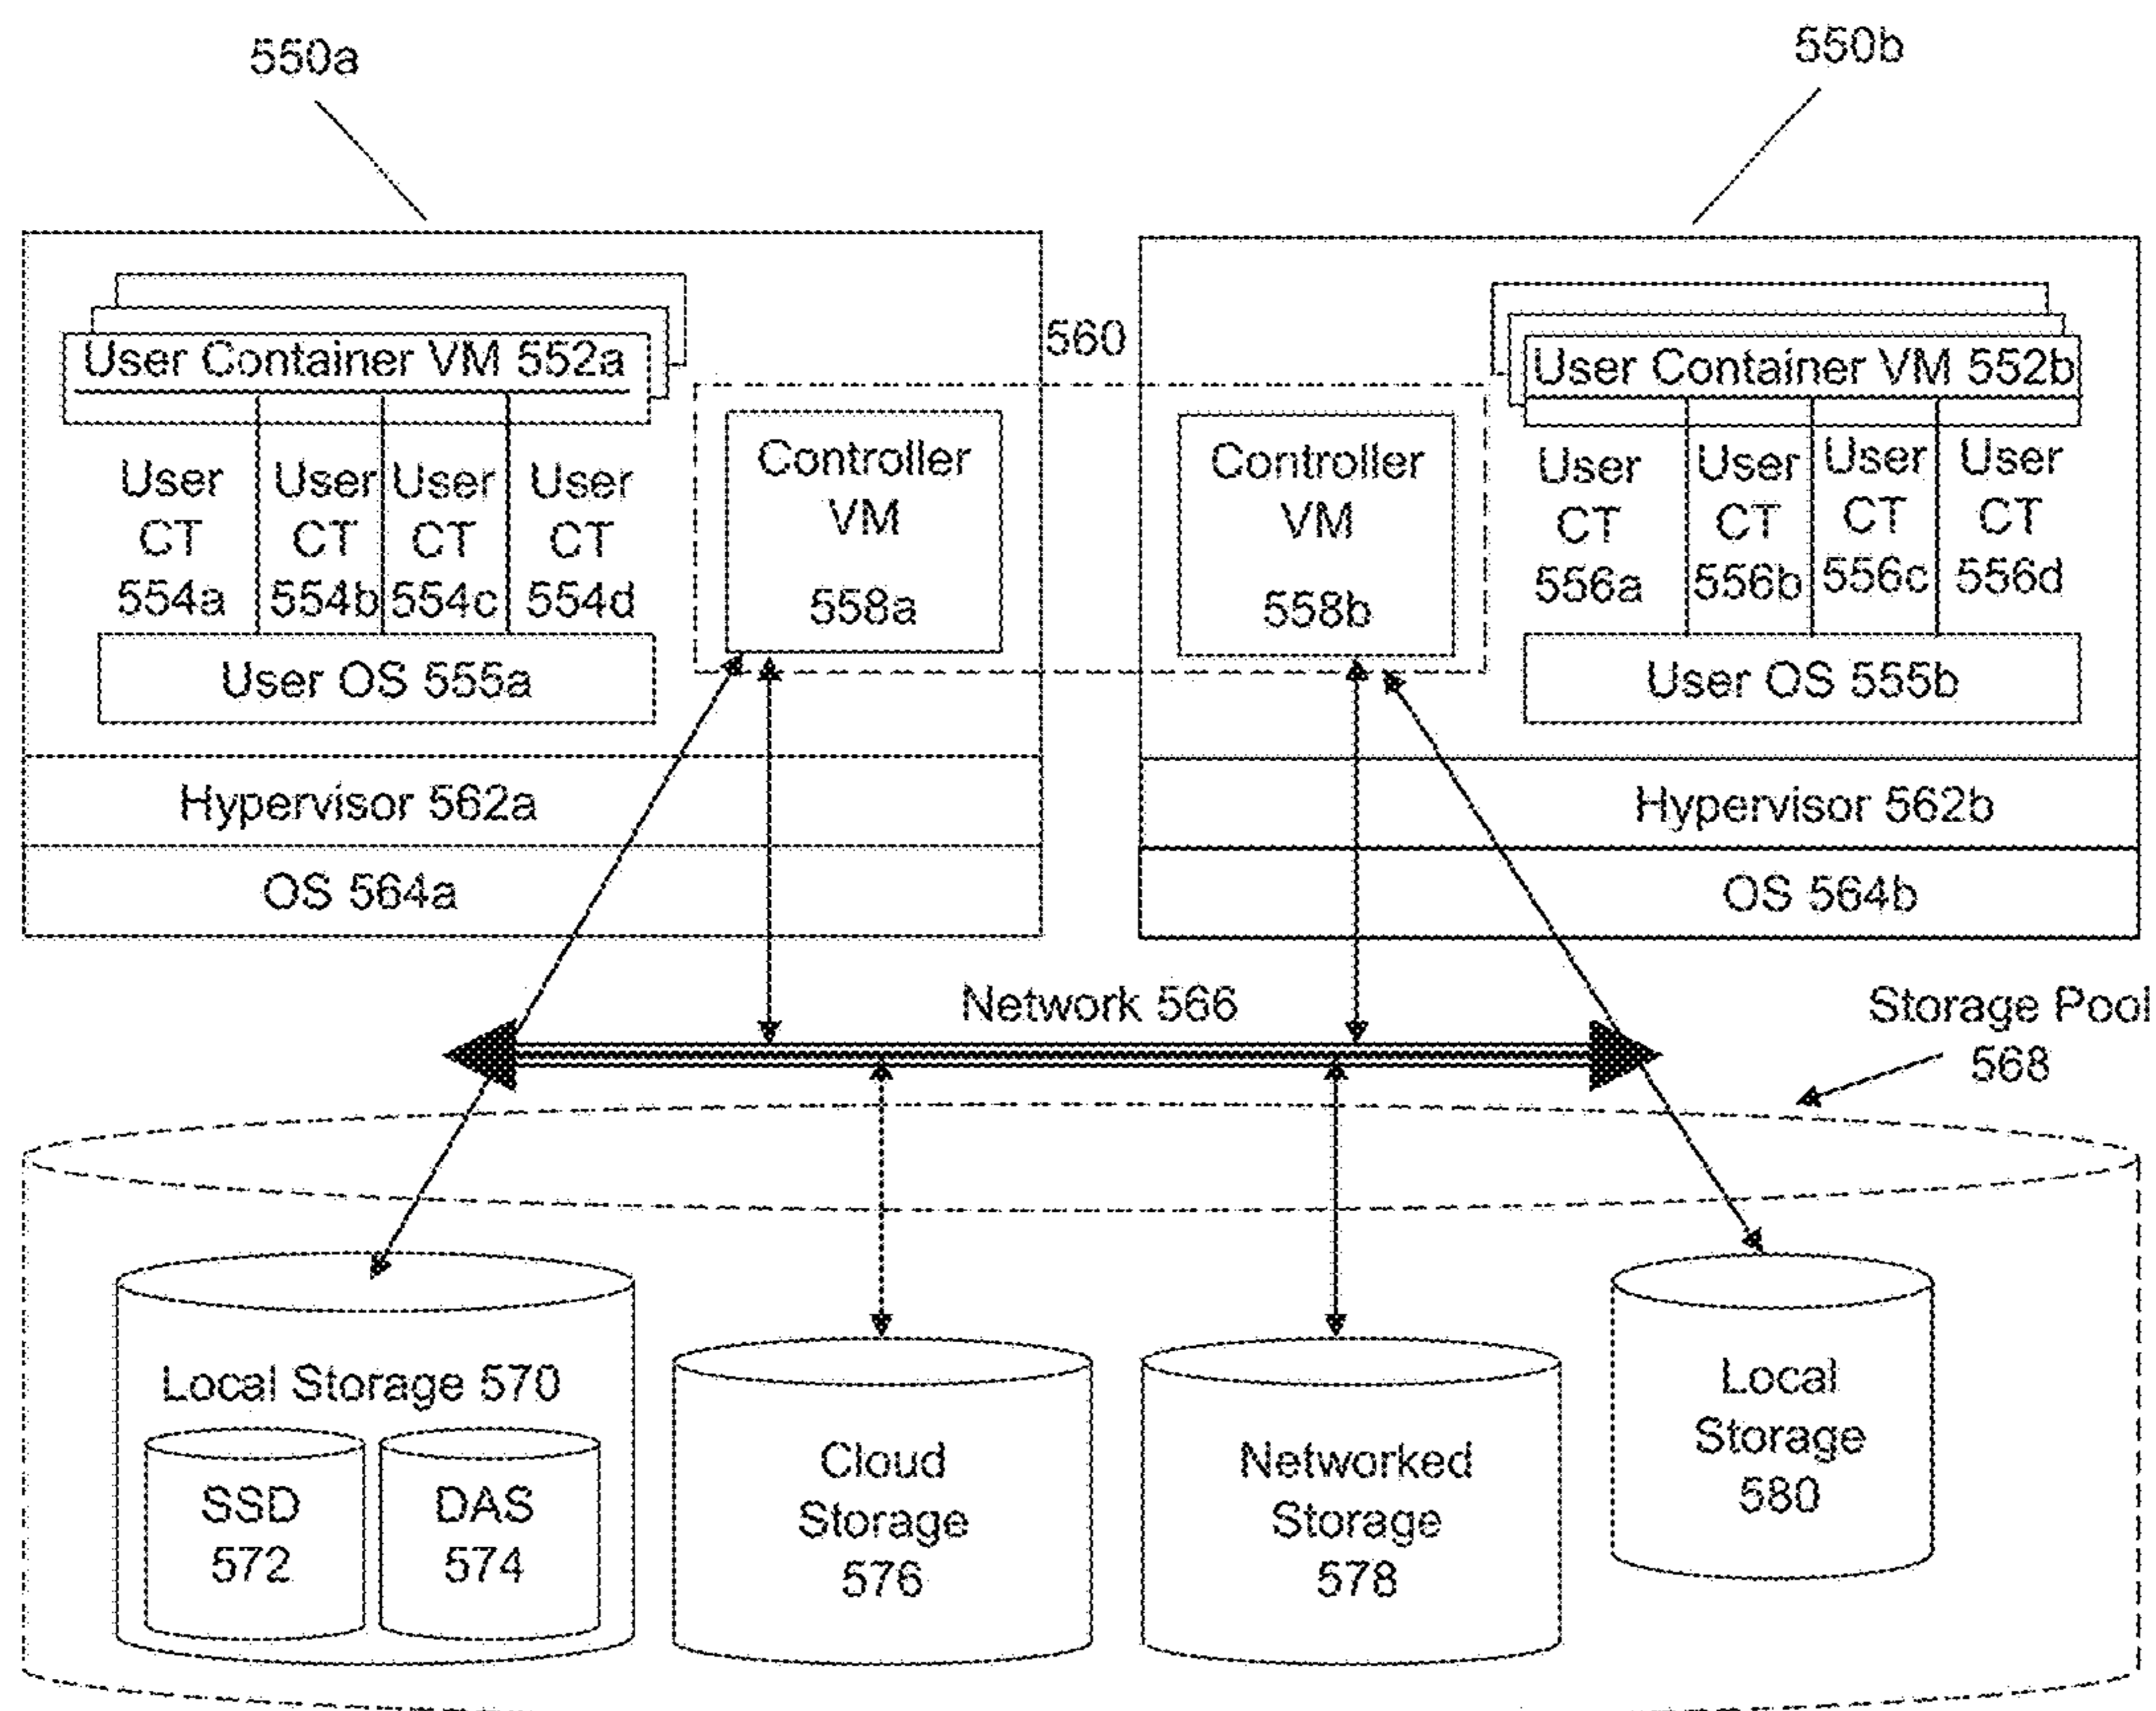 550a
550b
560
User Container VM 552a
User
CT
554a
User
CT
554b
User
CT
554c
User
CT
554d
User OS 555a
Controller
VM
558a
Controller
VM
558b
User Container VM 552b
User
CT
556a
User
CT
556b
User
CT
556c
User
CT
556d
User OS 555b
Hypervisor 562a
OS 564a
Hypervisor 562b
OS 564b
Network 566
Storage Pool
568
Local Storage 570
SSD
572
DAS
574
Cloud
Storage
576
Networked
Storage
578
Local
Storage
580